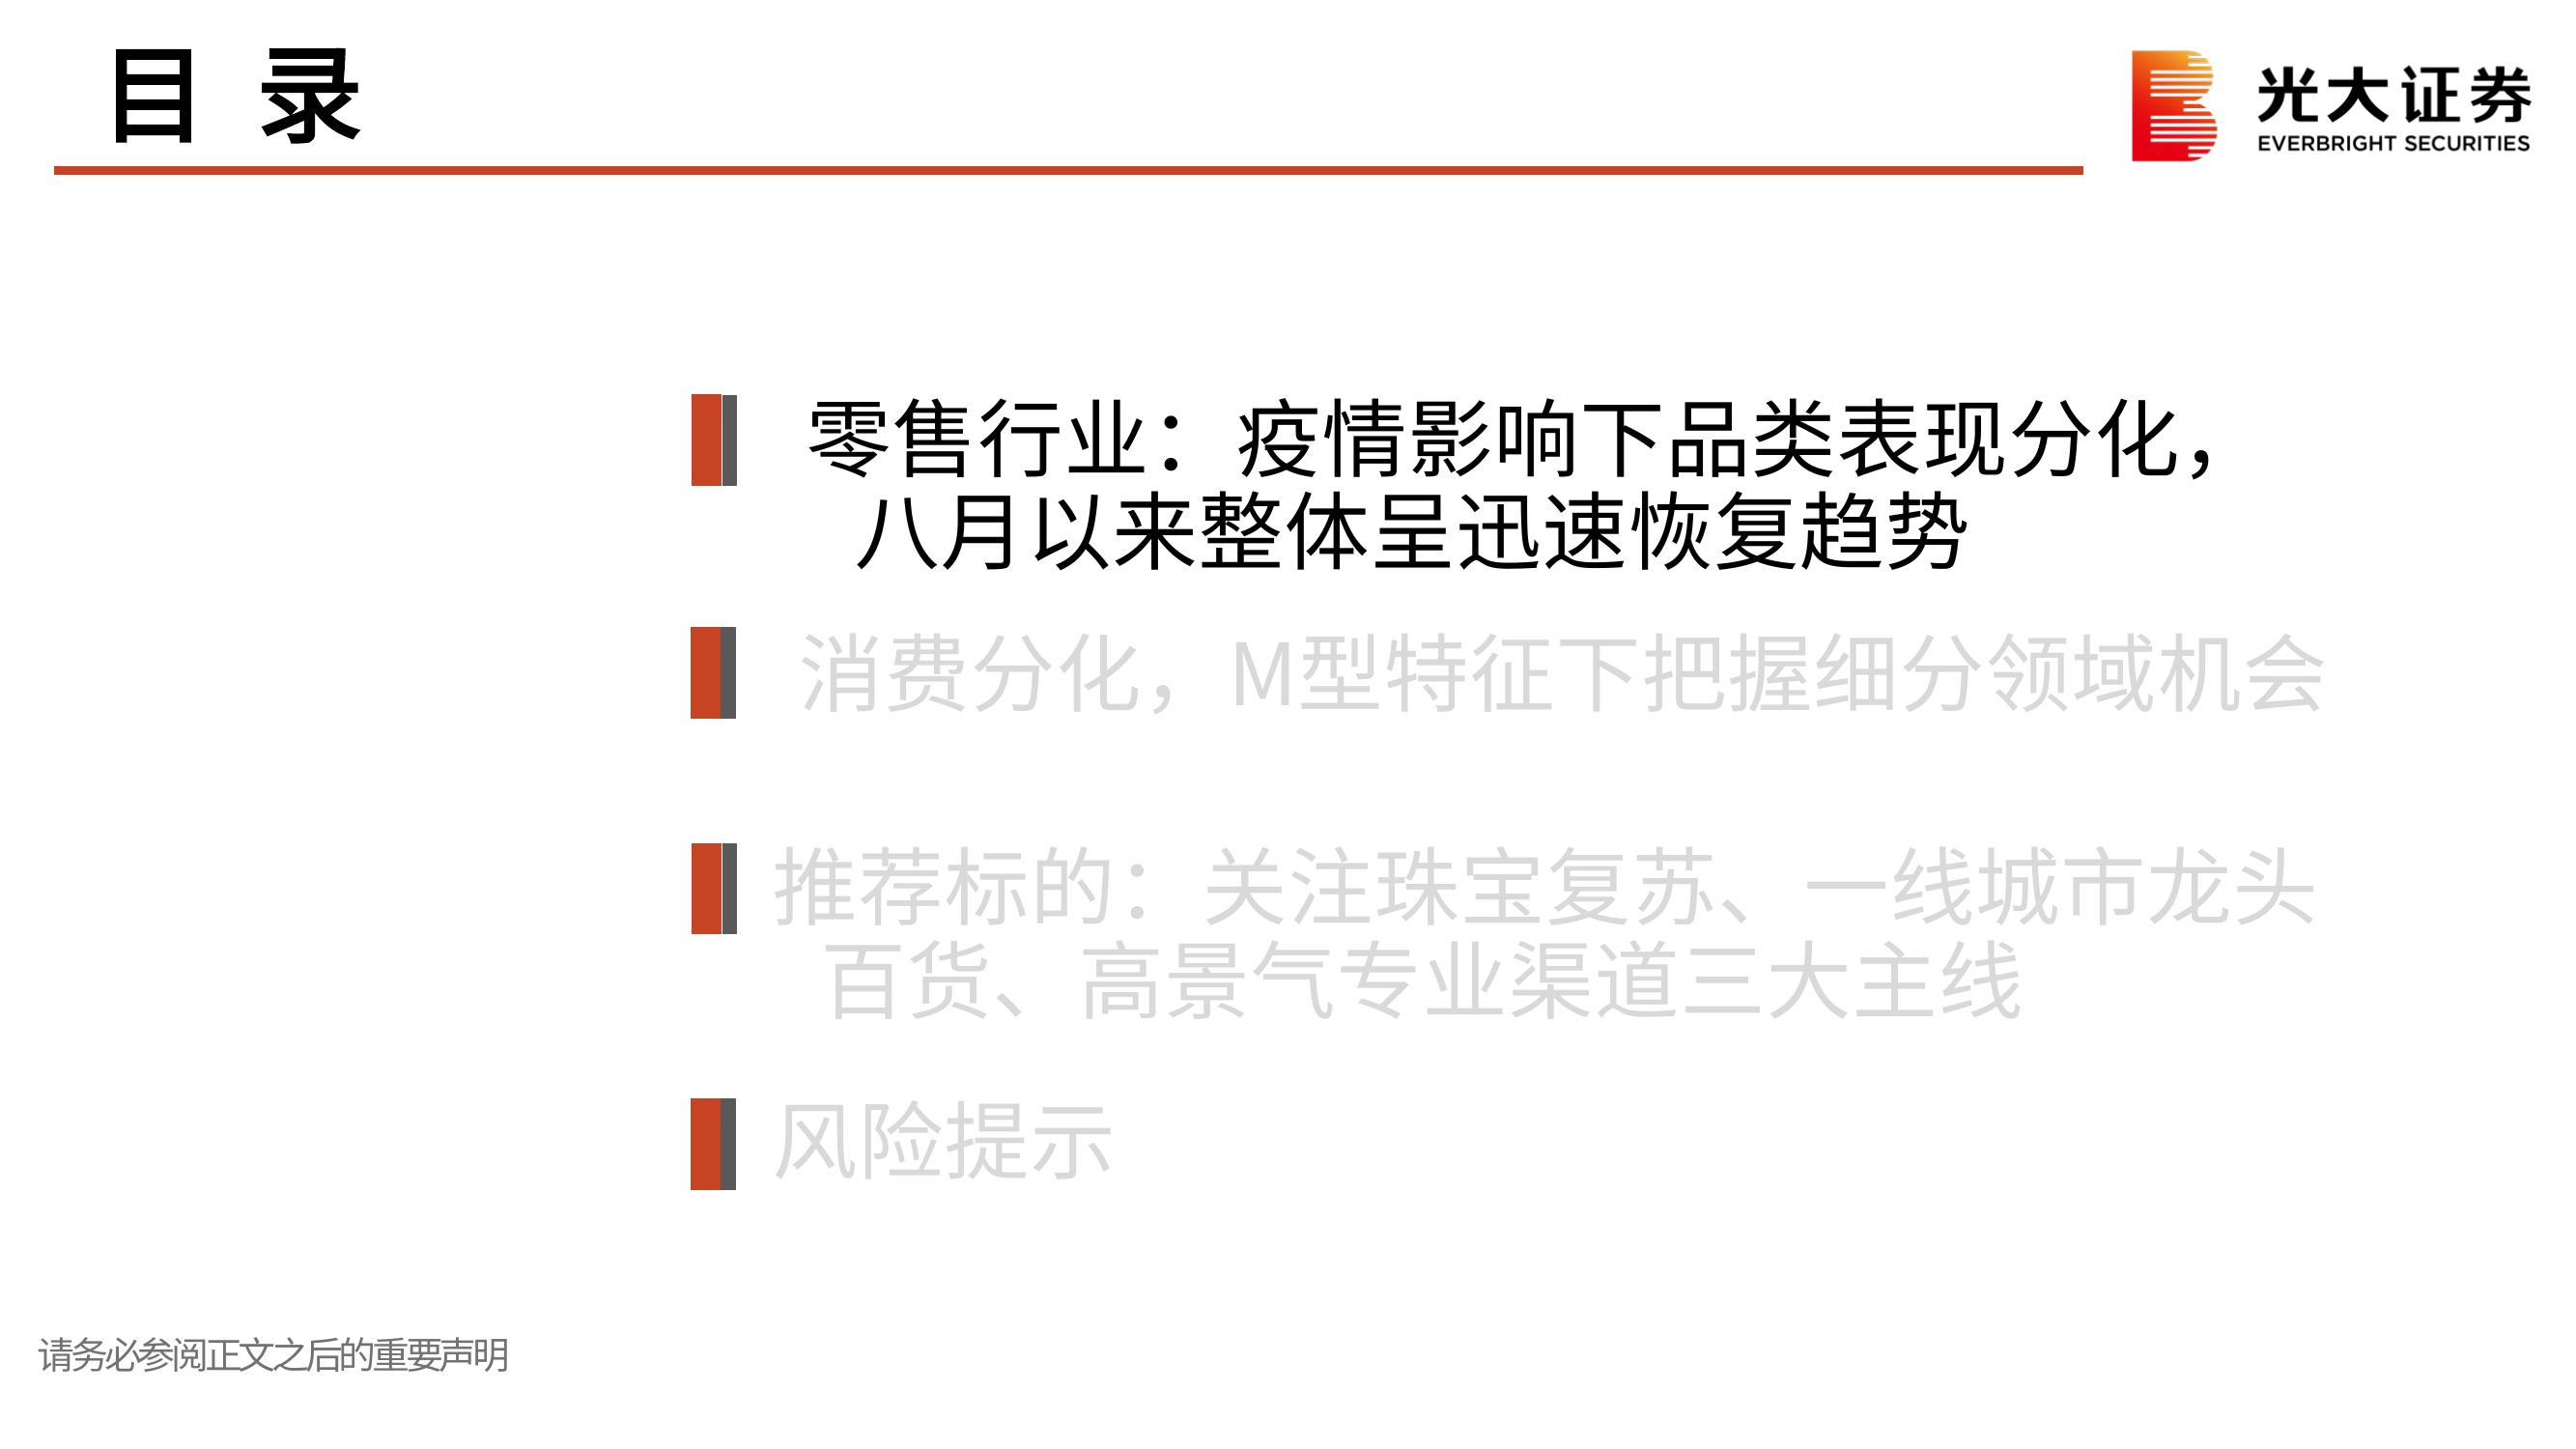 目 录
光大证券
EVERBRIGHT SECURITIES
零售行业：疫情影响下品类表现分化，
八月以来整体呈迅速恢复趋势
消费分化，M型特征下把握细分领域机会
推荐标的：关注珠宝复苏、一线城市龙头
百货、高景气专业渠道三大主线
风险提示
请务必参阅正文之后的重要声明